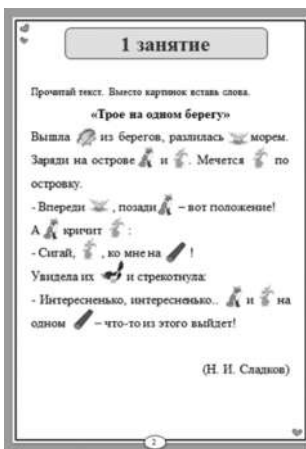 1 занятие
Прочитай текст. Вместо картинок вставь слова.
«Трое на одном берегу»
Вышла из берегов, разлилась морем.
Заряди на острове и . Мечется по
островку.
- Впереди , позади – вот положение!
А кричит :
- Сигай, , ко мне на !
Увидела их и стрекотнула:
- Интересненько, интересненько.. и на
одном – что-то из этого выйдет!
(Н. И. Сладков)
2